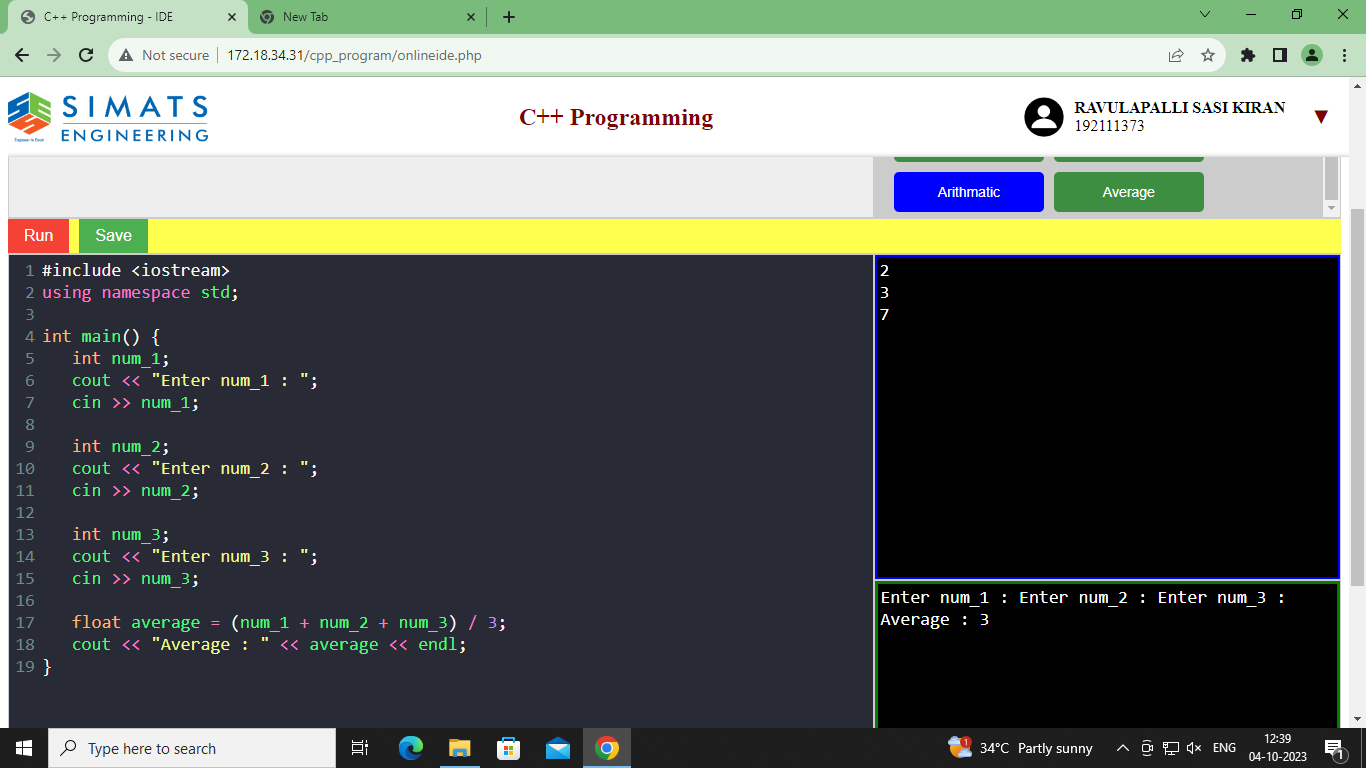 C++ Programming - IDE
New Tab
Not secure
172.18.34.31/cpp_program/onlineide.php
SIMATS
ENGINEERING
Engineer to Excel
C++ Programming
RAVULAPALLI SASI KIRAN
192111373
Arithmatic
Average
Run
Save
1 #include <iostream>
2 using namespace std;
3
4 int main() {
5 int num_1;
6 cout << "Enter num_1 : ";
7 cin >> num_1;
8
9 int num_2;
10 cout << "Enter num_2 : ";
11 cin >> num_2;
12
13 int num_3;
14 cout << "Enter num_3 : ";
15 cin >> num_3;
16
17 float average = (num_1 + num_2 + num_3) / 3;
18 cout << "Average : " << average << endl;
19 }
2
3
7
Enter num_1 : Enter num_2 : Enter num_3 :
Average : 3
Type here to search
1
34°C Partly sunny
ENG
12:39
04-10-2023
1